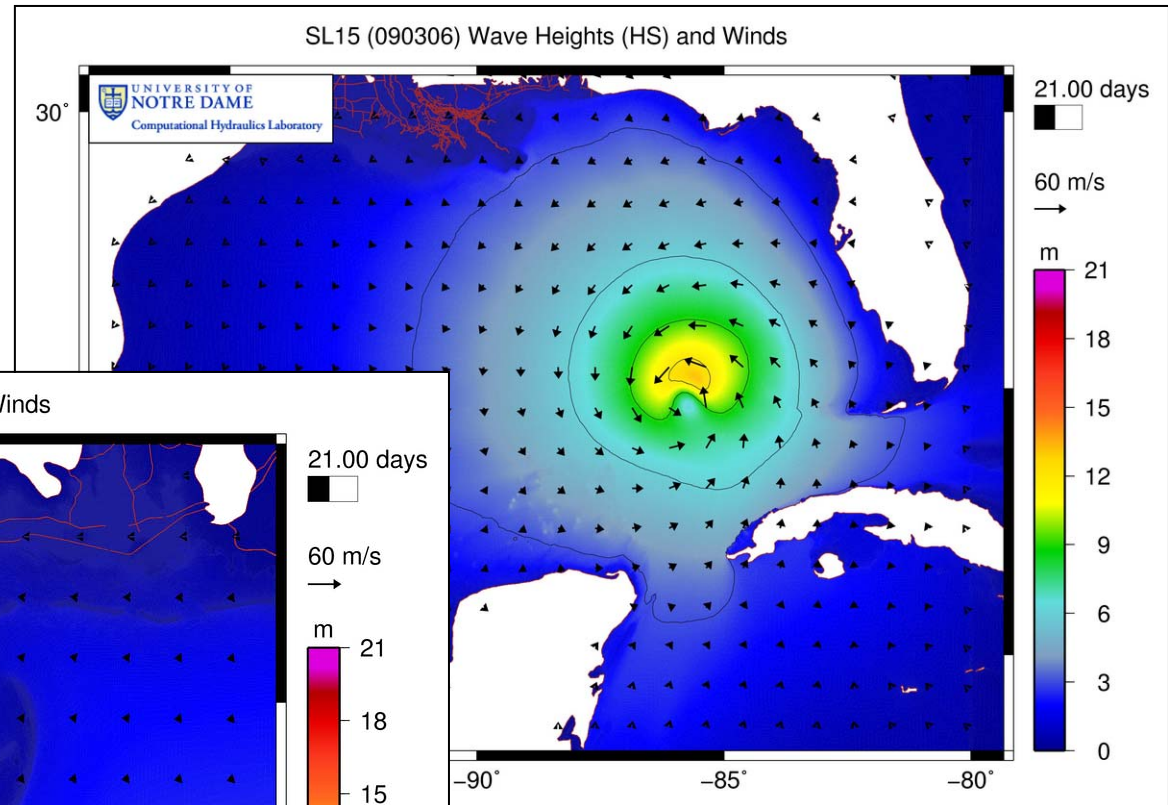 SL15 (090306) Wave Heights (HS) and Winds
UNIVERSITY OF
NOTRE DAME
Computational Hydraulics Laboratory
30°
21.00 days
60 m/s
m
21
18
15
12
9
6
3
0
−90°
−85°
−80°
Winds
21.00 days
60 m/s
m
21
18
15